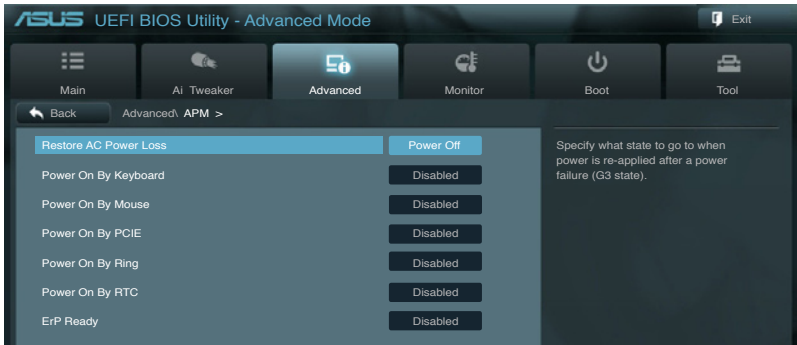 ASUS UEFI BIOS Utility - Advanced Mode
Exit
Main
Ai Tweaker
Advanced
Monitor
Boot
Tool
Back
Advanced\ APM >
Restore AC Power Loss Power Off
Power On By Keyboard Disabled
Power On By Mouse Disabled
Power On By PCIE Disabled
Power On By Ring Disabled
Power On By RTC Disabled
ErP Ready Disabled
Specify what state to go to when
power is re-applied after a power
failure (G3 state).